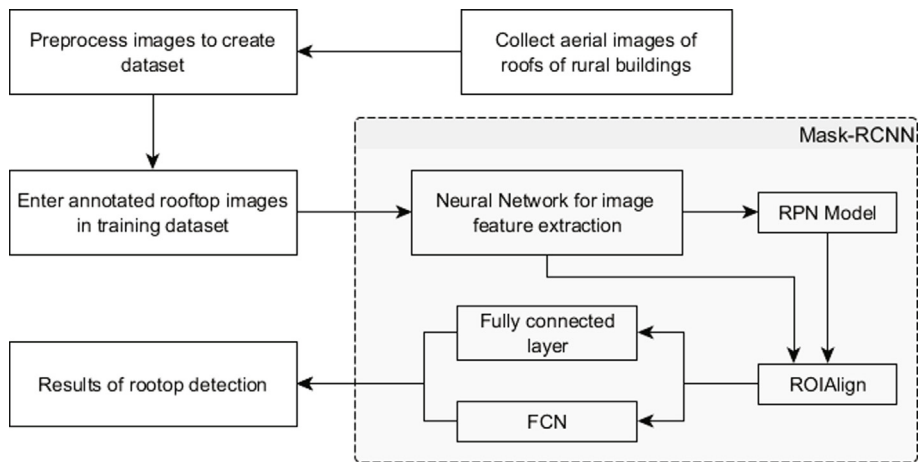 Preprocess images to create
dataset
Collect aerial images of
roofs of rural buildings
Mask-RCNN
Enter annotated rooftop images
in training dataset
Neural Network for image
feature extraction
RPN Model
Fully connected
layer
Results of rootop detection
ROIAlign
FCN